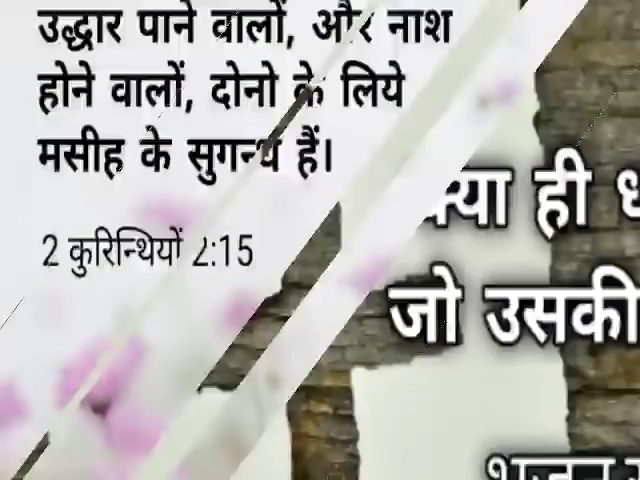 उद्धार पाने वालों, और नाश
होने वालों, दोनो के लिये
मसीह के सुगन्ध हैं।
2 कुरिन्थियों 2:15
क्या ही
जो उसकी